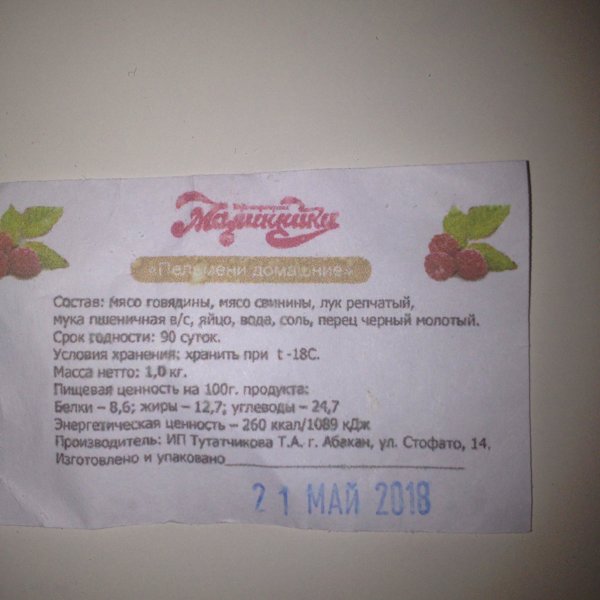 Малинники
«Пельмени домашние»
Состав: мясо говядины, мясо свинины, лук репчатый,
мука пшеничная в/с, яйцо, вода, соль, перец черный молотый.
Срок годности: 90 суток.
Условия хранения: хранить при t -18С.
Масса нетто: 1,0 кг.
Пищевая ценность на 100г. продукта:
Белки – 8,6; жиры – 12,7; углеводы – 24,7
Энергетическая ценность – 260 ккал/1089 кДж
Производитель: ИП Тутатчикова Т.А. г. Абакан, ул. Стофато, 14.
Изготовлено и упаковано
21 МАЙ 2018